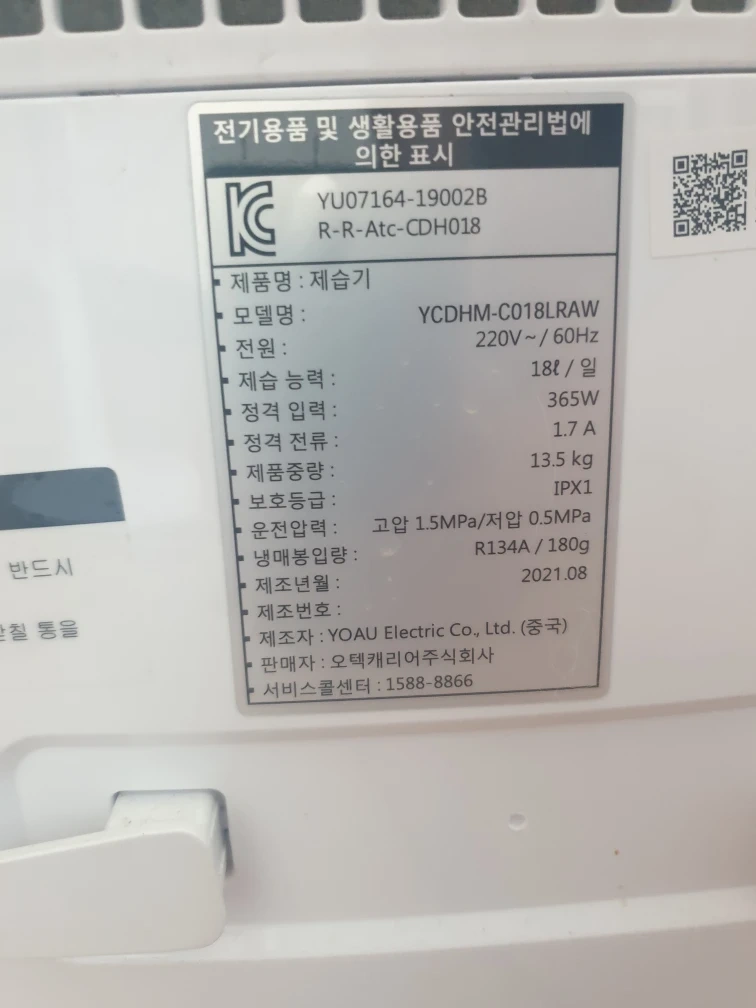 전기용품 및 생활용품 안전관리법에
의한 표시
YU07164-19002B
R-R-Atc-CDH018
제품명 : 제습기
모델명 : YCDHM-C018LRAW
전원 : 220V~/ 60Hz
제습 능력 : 18ℓ / 일
정격 입력 : 365W
정격 전류 : 1.7 A
제품중량 : 13.5 kg
보호등급 : IPX1
운전압력 : 고압 1.5MPa/저압 0.5MPa
냉매봉입량 : R134A / 180g
제조년월 : 2021.08
제조번호 :
제조자 : YOAU Electric Co., Ltd. (중국)
판매자 : 오텍캐리어주식회사
서비스콜센터 : 1588-8866
반드시
통을